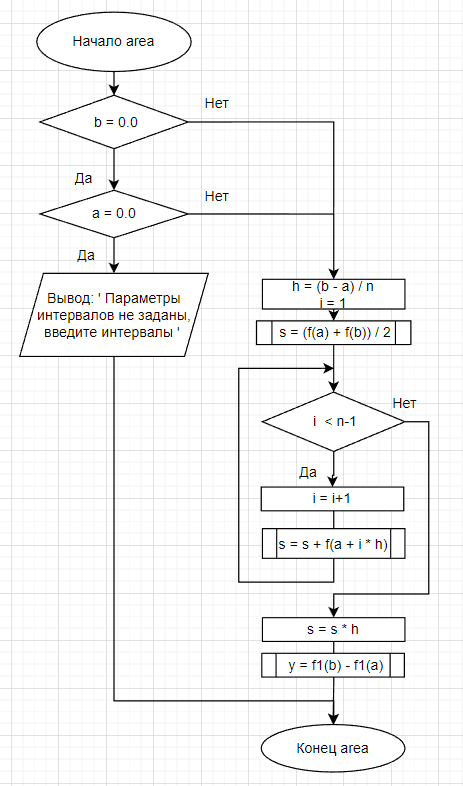 Начало area
Нет
b = 0.0
Да
Нет
a = 0.0
Да
Вывод: ' Параметры
интервалов не заданы,
введите интервалы '
h = (b - a) / n
i = 1
s = (f(a) + f(b)) / 2
Нет
i < n-1
Да
i = i+1
s = s + f(a + i * h)
s = s * h
y = f1(b) - f1(a)
Конец area